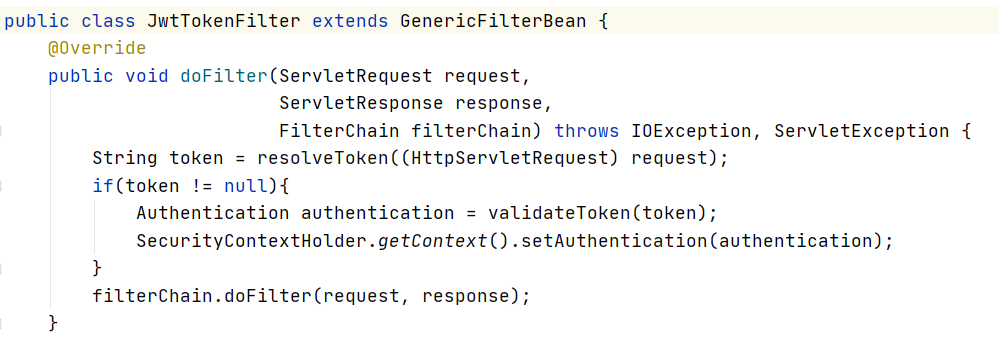 public class JwtTokenFilter extends GenericFilterBean {
    @Override
    public void doFilter(ServletRequest request,
                         ServletResponse response,
                         FilterChain filterChain) throws IOException, ServletException {
        String token = resolveToken((HttpServletRequest) request);
        if(token != null){
            Authentication authentication = validateToken(token);
            SecurityContextHolder.getContext().setAuthentication(authentication);
        }
        filterChain.doFilter(request, response);
    }